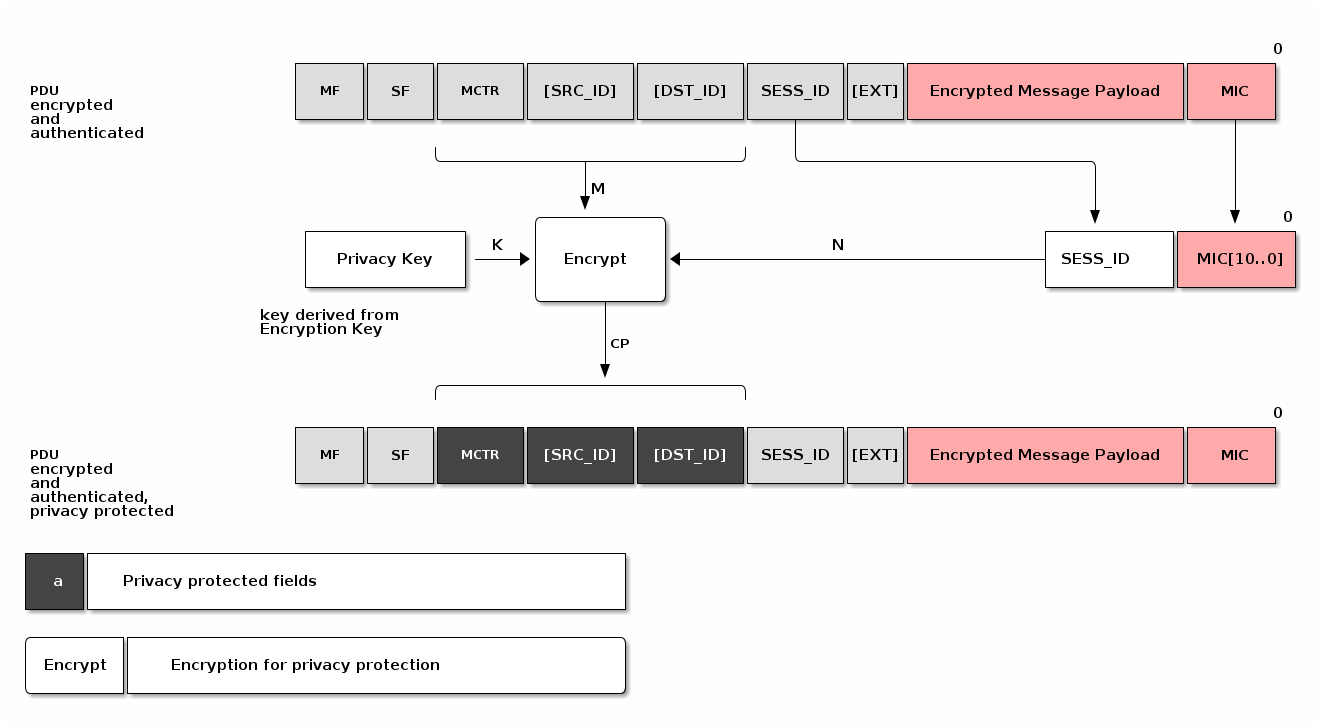 0
PDU
encrypted
and
authenticated
MF SF MCTR [SRC_ID] [DST_ID] SESS_ID [EXT] Encrypted Message Payload MIC
M
0
Privacy Key K Encrypt N SESS_ID MIC[10..0]
key derived from
Encryption Key
CP
0
PDU
encrypted
and
authenticated,
privacy protected
MF SF MCTR [SRC_ID] [DST_ID] SESS_ID [EXT] Encrypted Message Payload MIC
a Privacy protected fields
Encrypt Encryption for privacy protection